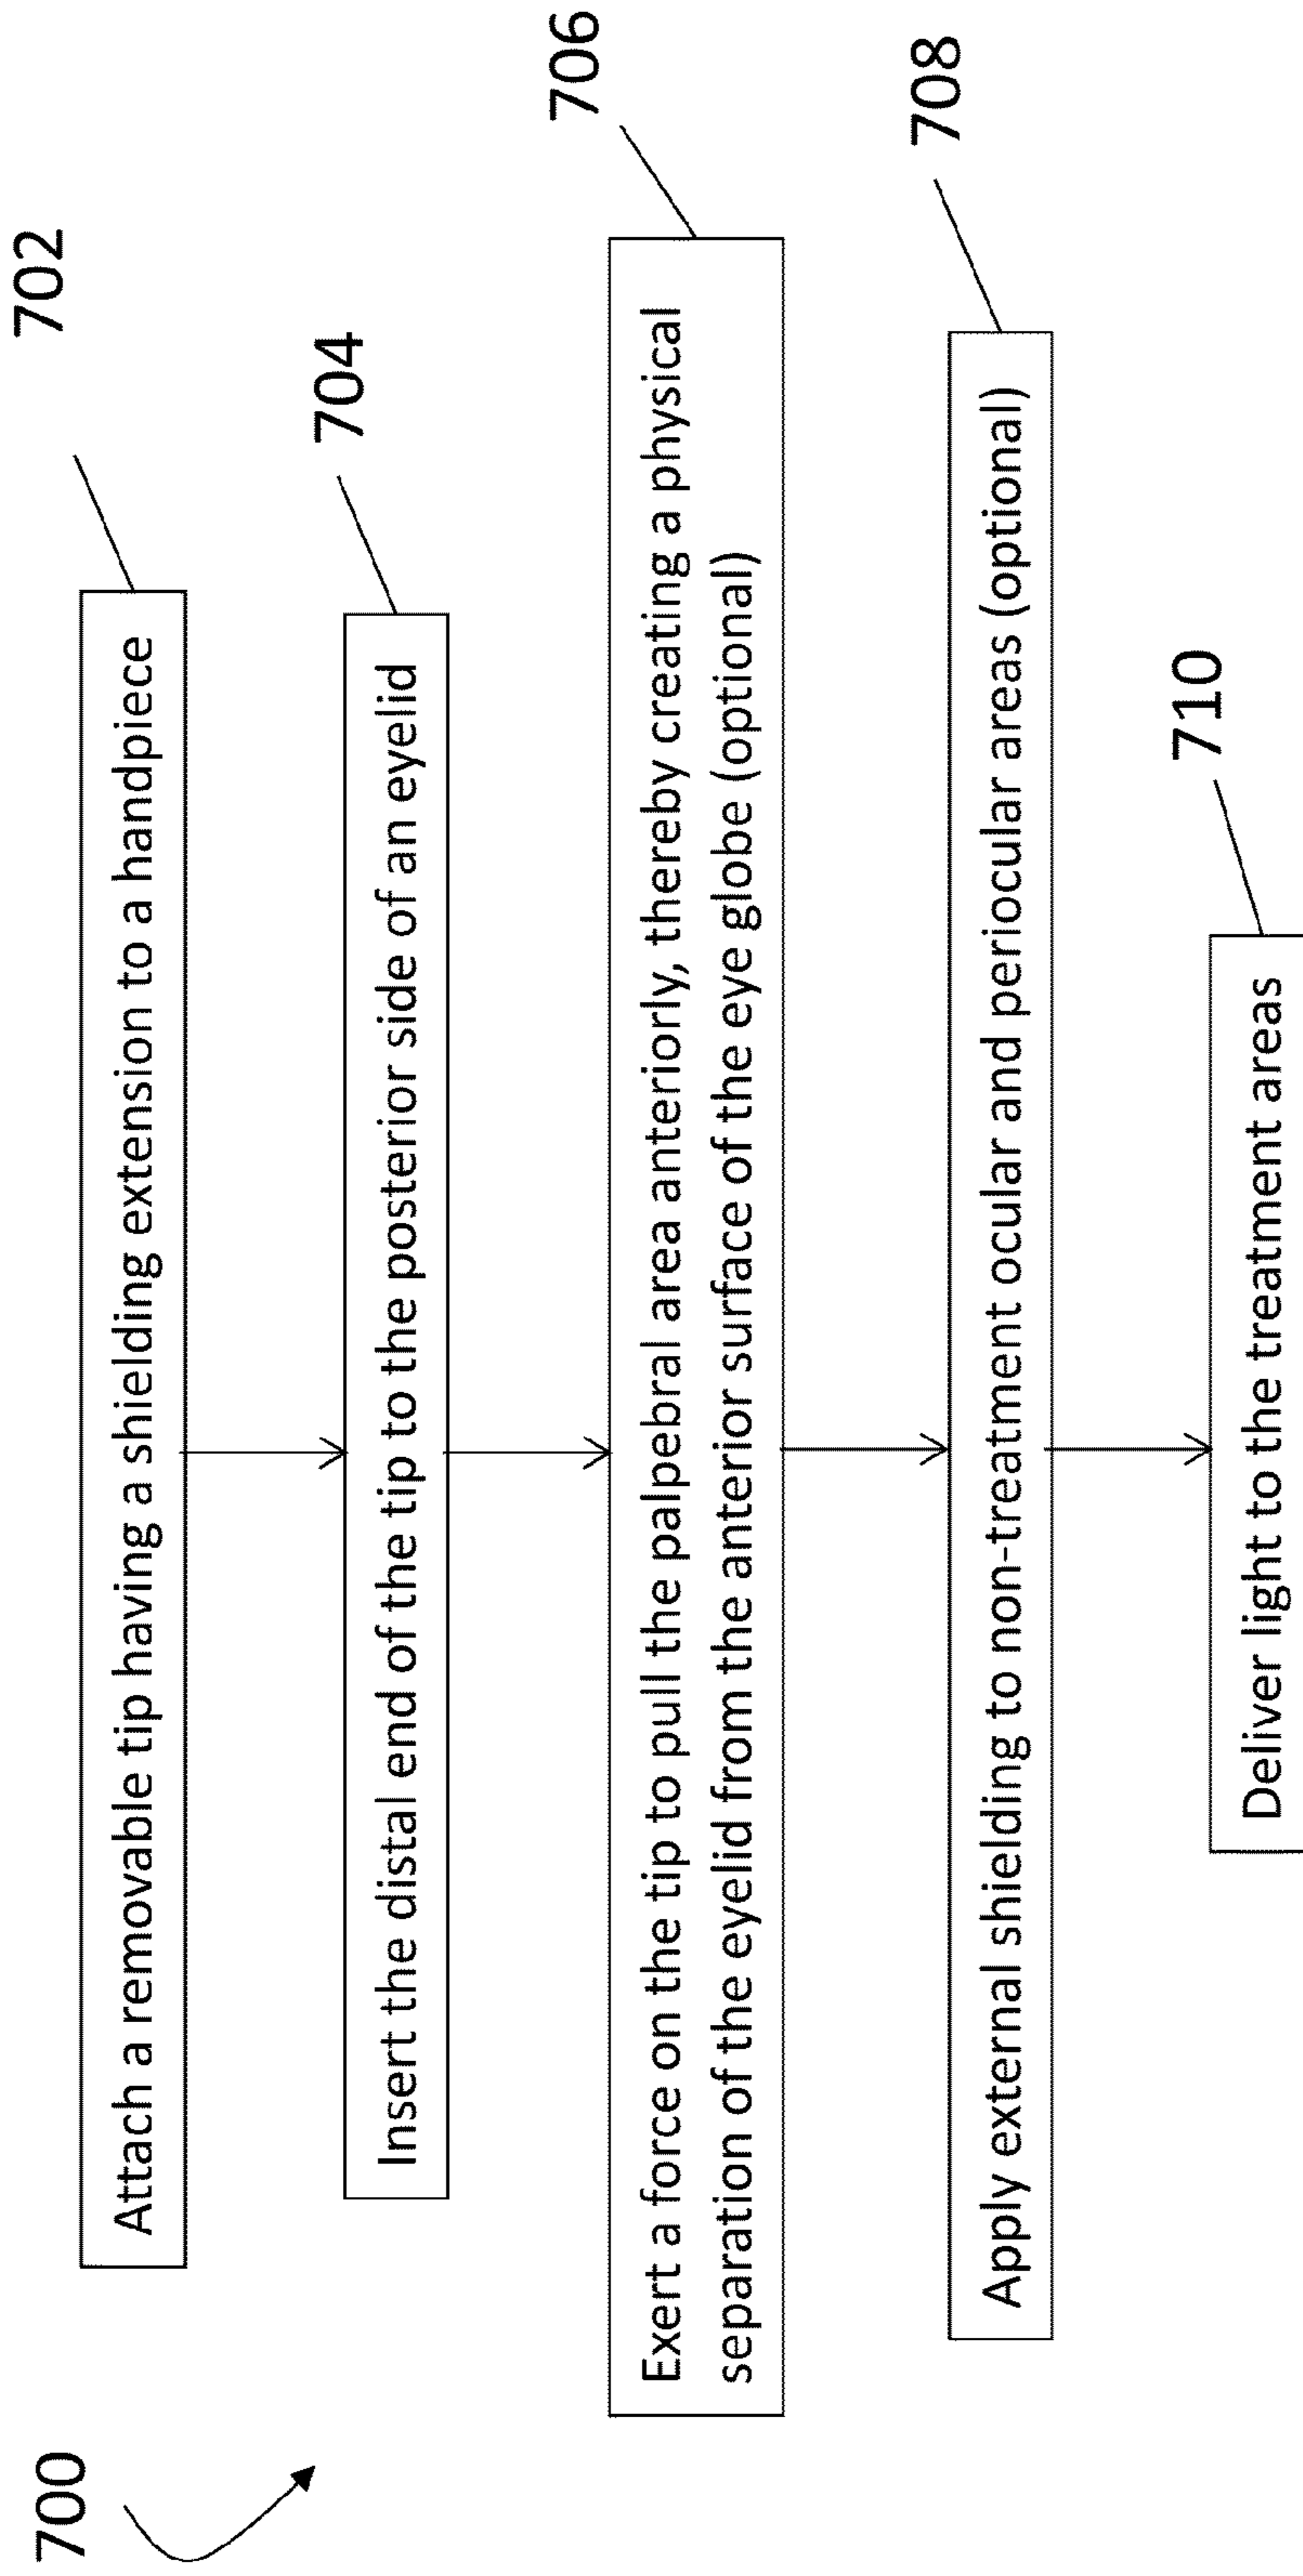 700
702
Attach a removable tip having a shielding extension to a handpiece
704
Insert the distal end of the tip to the posterior side of an eyelid
706
Exert a force on the tip to pull the palpebral area anteriorly, thereby creating a physical
separation of the eyelid from the anterior surface of the eye globe (optional)
708
Apply external shielding to non-treatment ocular and periocular areas (optional)
710
Deliver light to the treatment areas